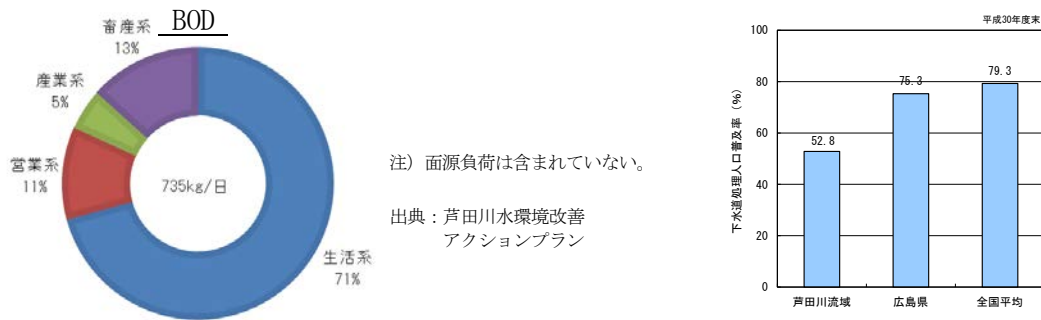 BOD
畜産系
13%
産業系
5%
営業系
11%
735kg/日
生活系
71%
注）面源負荷は含まれていない。
出典：芦田川水環境改善
アクションプラン
平成30年度末
下水道処理人口普及率（%）
100
80
60
40
20
0
52.8
75.3
79.3
芦田川流域
広島県
全国平均